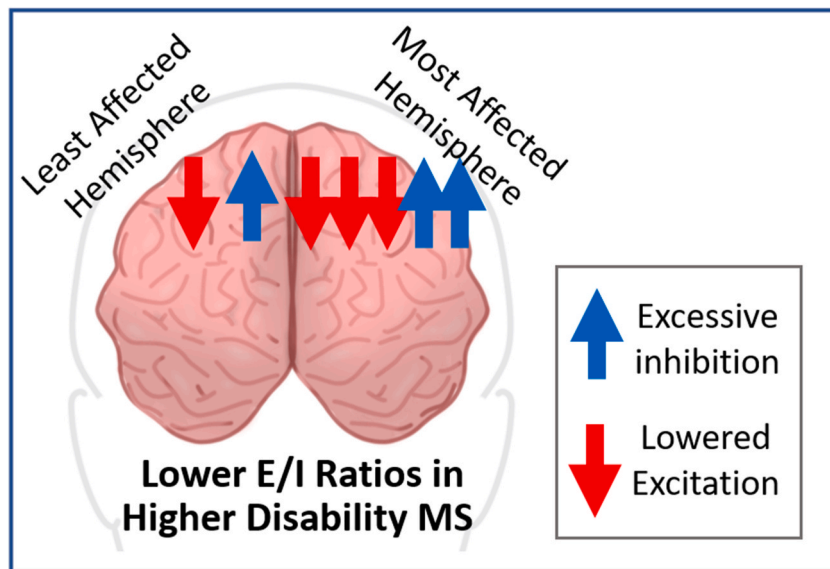 Least Affected
Hemisphere
Most Affected
Hemisphere
Excessive
inhibition
Lowered
Excitation
Lower E/I Ratios in
Higher Disability MS